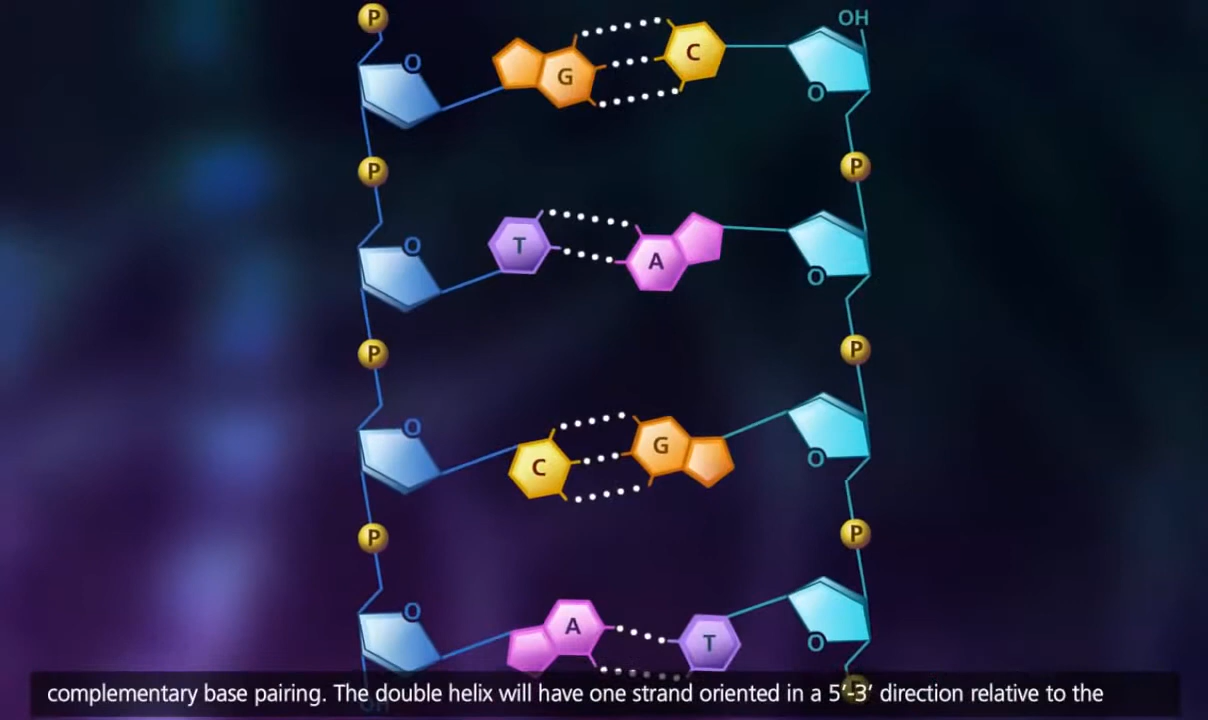 P
OH
O
G
C
O
P
P
O
T
A
O
P
P
O
C
G
O
P
P
O
A
T
O
complementary base pairing. The double helix will have one strand oriented in a 5’-3’ direction relative to the
OH
P